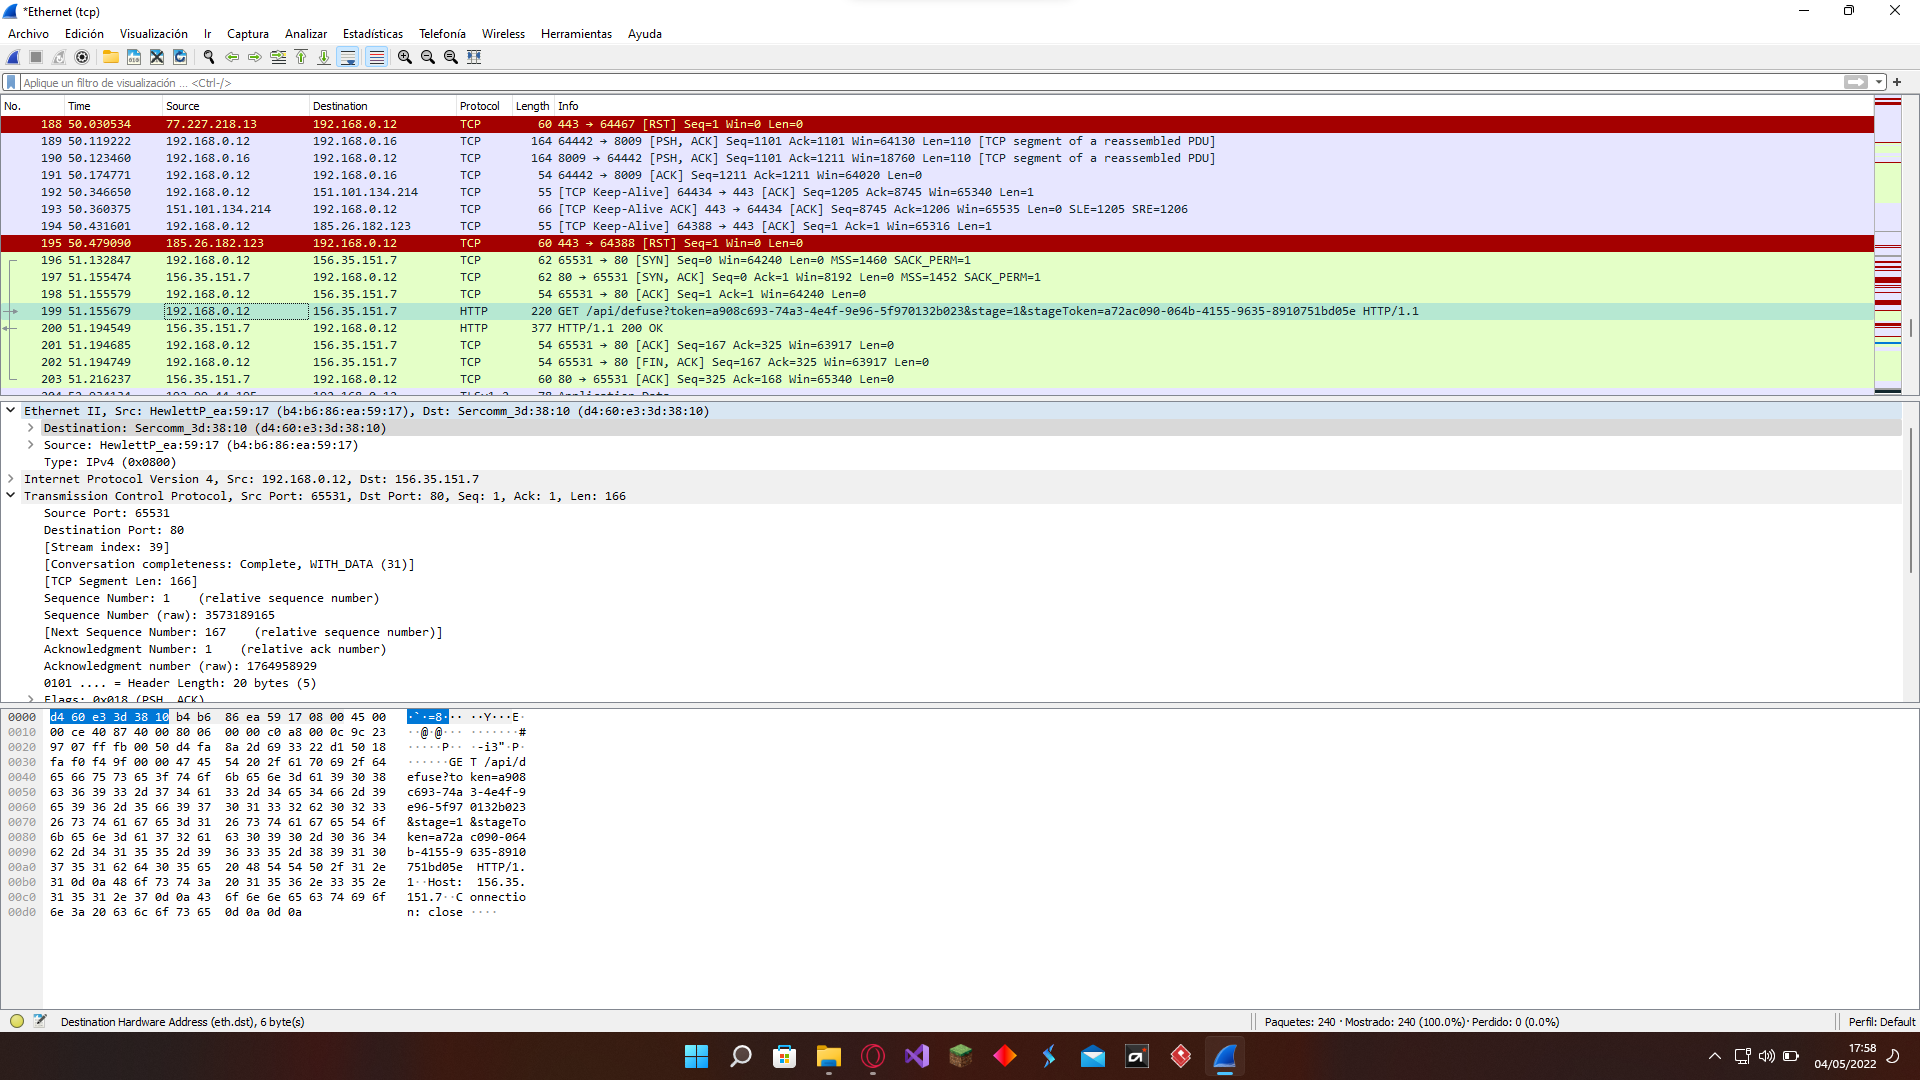 *Ethernet (tcp)
Archivo Edición Visualización Ir Captura Analizar Estadísticas Telefonía Wireless Herramientas Ayuda
Aplique un filtro de visualización ... <Ctrl-/>
No. Time Source Destination Protocol Length Info
188 50.030534 77.227.218.13 192.168.0.12 TCP 60 443 → 64467 [RST] Seq=1 Win=0 Len=0
189 50.119222 192.168.0.12 192.168.0.16 TCP 164 64442 → 8009 [PSH, ACK] Seq=1101 Ack=1101 Win=64130 Len=110 [TCP segment of a reassembled PDU]
190 50.123460 192.168.0.16 192.168.0.12 TCP 164 8009 → 64442 [PSH, ACK] Seq=1101 Ack=1211 Win=18760 Len=110 [TCP segment of a reassembled PDU]
191 50.174771 192.168.0.12 192.168.0.16 TCP 54 64442 → 8009 [ACK] Seq=1211 Ack=1211 Win=64020 Len=0
192 50.346650 192.168.0.12 151.101.134.214 TCP 55 [TCP Keep-Alive] 64434 → 443 [ACK] Seq=1205 Ack=8745 Win=65340 Len=1
193 50.360375 151.101.134.214 192.168.0.12 TCP 66 [TCP Keep-Alive ACK] 443 → 64434 [ACK] Seq=8745 Ack=1206 Win=65535 Len=0 SLE=1205 SRE=1206
194 50.431601 192.168.0.12 185.26.182.123 TCP 55 [TCP Keep-Alive] 64388 → 443 [ACK] Seq=1 Ack=1 Win=65316 Len=1
195 50.479090 185.26.182.123 192.168.0.12 TCP 60 443 → 64388 [RST] Seq=1 Win=0 Len=0
196 51.132847 192.168.0.12 156.35.151.7 TCP 62 65531 → 80 [SYN] Seq=0 Win=64240 Len=0 MSS=1460 SACK_PERM=1
197 51.155474 156.35.151.7 192.168.0.12 TCP 62 80 → 65531 [SYN, ACK] Seq=0 Ack=1 Win=8192 Len=0 MSS=1452 SACK_PERM=1
198 51.155579 192.168.0.12 156.35.151.7 TCP 54 65531 → 80 [ACK] Seq=1 Ack=1 Win=64240 Len=0
199 51.155679 192.168.0.12 156.35.151.7 HTTP 220 GET /api/defuse?token=a908c693-74a3-4e4f-9e96-5f970132b023&stage=1&stageToken=a72ac090-064b-4155-9635-8910751bd05e HTTP/1.1
200 51.194549 156.35.151.7 192.168.0.12 HTTP 377 HTTP/1.1 200 OK
201 51.194685 192.168.0.12 156.35.151.7 TCP 54 65531 → 80 [ACK] Seq=167 Ack=325 Win=63917 Len=0
202 51.194749 192.168.0.12 156.35.151.7 TCP 54 65531 → 80 [FIN, ACK] Seq=167 Ack=325 Win=63917 Len=0
203 51.216237 156.35.151.7 192.168.0.12 TCP 60 80 → 65531 [ACK] Seq=325 Ack=168 Win=65340 Len=0
Ethernet II, Src: HewlettP_ea:59:17 (b4:b6:86:ea:59:17), Dst: Sercomm_3d:38:10 (d4:60:e3:3d:38:10)
Destination: Sercomm_3d:38:10 (d4:60:e3:3d:38:10)
Source: HewlettP_ea:59:17 (b4:b6:86:ea:59:17)
Type: IPv4 (0x0800)
Internet Protocol Version 4, Src: 192.168.0.12, Dst: 156.35.151.7
Transmission Control Protocol, Src Port: 65531, Dst Port: 80, Seq: 1, Ack: 1, Len: 166
Source Port: 65531
Destination Port: 80
[Stream index: 39]
[Conversation completeness: Complete, WITH_DATA (31)]
[TCP Segment Len: 166]
Sequence Number: 1 (relative sequence number)
Sequence Number (raw): 3573189165
[Next Sequence Number: 167 (relative sequence number)]
Acknowledgment Number: 1 (relative ack number)
Acknowledgment number (raw): 1764958929
0101 .... = Header Length: 20 bytes (5)
Flags: 0x018 (PSH, ACK)
0000 d4 60 e3 3d 38 10 b4 b6 86 ea 59 17 08 00 45 00 ·`·=8··· ··Y···E·
0010 00 ce 40 87 40 00 80 06 00 00 c0 a8 00 0c 9c 23 ··@·@··· ·······#
0020 97 07 ff fb 00 50 d4 fa 8a 2d 69 33 22 d1 50 18 ·····P·· ·-i3"·P·
0030 fa f0 f4 9f 00 00 47 45 54 20 2f 61 70 69 2f 64 ······GE T /api/d
0040 65 66 75 73 65 3f 74 6f 6b 65 6e 3d 61 39 30 38 efuse?to ken=a908
0050 63 36 39 33 2d 37 34 61 33 2d 34 65 34 66 2d 39 c693-74a 3-4e4f-9
0060 65 39 36 2d 35 66 39 37 30 31 33 32 62 30 32 33 e96-5f97 0132b023
0070 26 73 74 61 67 65 3d 31 26 73 74 61 67 65 54 6f &stage=1 &stageTo
0080 6b 65 6e 3d 61 37 32 61 63 30 39 30 2d 30 36 34 ken=a72a c090-064
0090 62 2d 34 31 35 35 2d 39 36 33 35 2d 38 39 31 30 b-4155-9 635-8910
00a0 37 35 31 62 64 30 35 65 20 48 54 54 50 2f 31 2e 751bd05e HTTP/1.
00b0 31 0d 0a 48 6f 73 74 3a 20 31 35 36 2e 33 35 2e 1··Host: 156.35.
00c0 31 35 31 2e 37 0d 0a 43 6f 6e 6e 65 63 74 69 6f 151.7··C onnectio
00d0 6e 3a 20 63 6c 6f 73 65 0d 0a 0d 0a n: close ····
Destination Hardware Address (eth.dst), 6 byte(s)
Paquetes: 240 · Mostrado: 240 (100.0%) · Perdido: 0 (0.0%)
Perfil: Default
17:58
04/05/2022